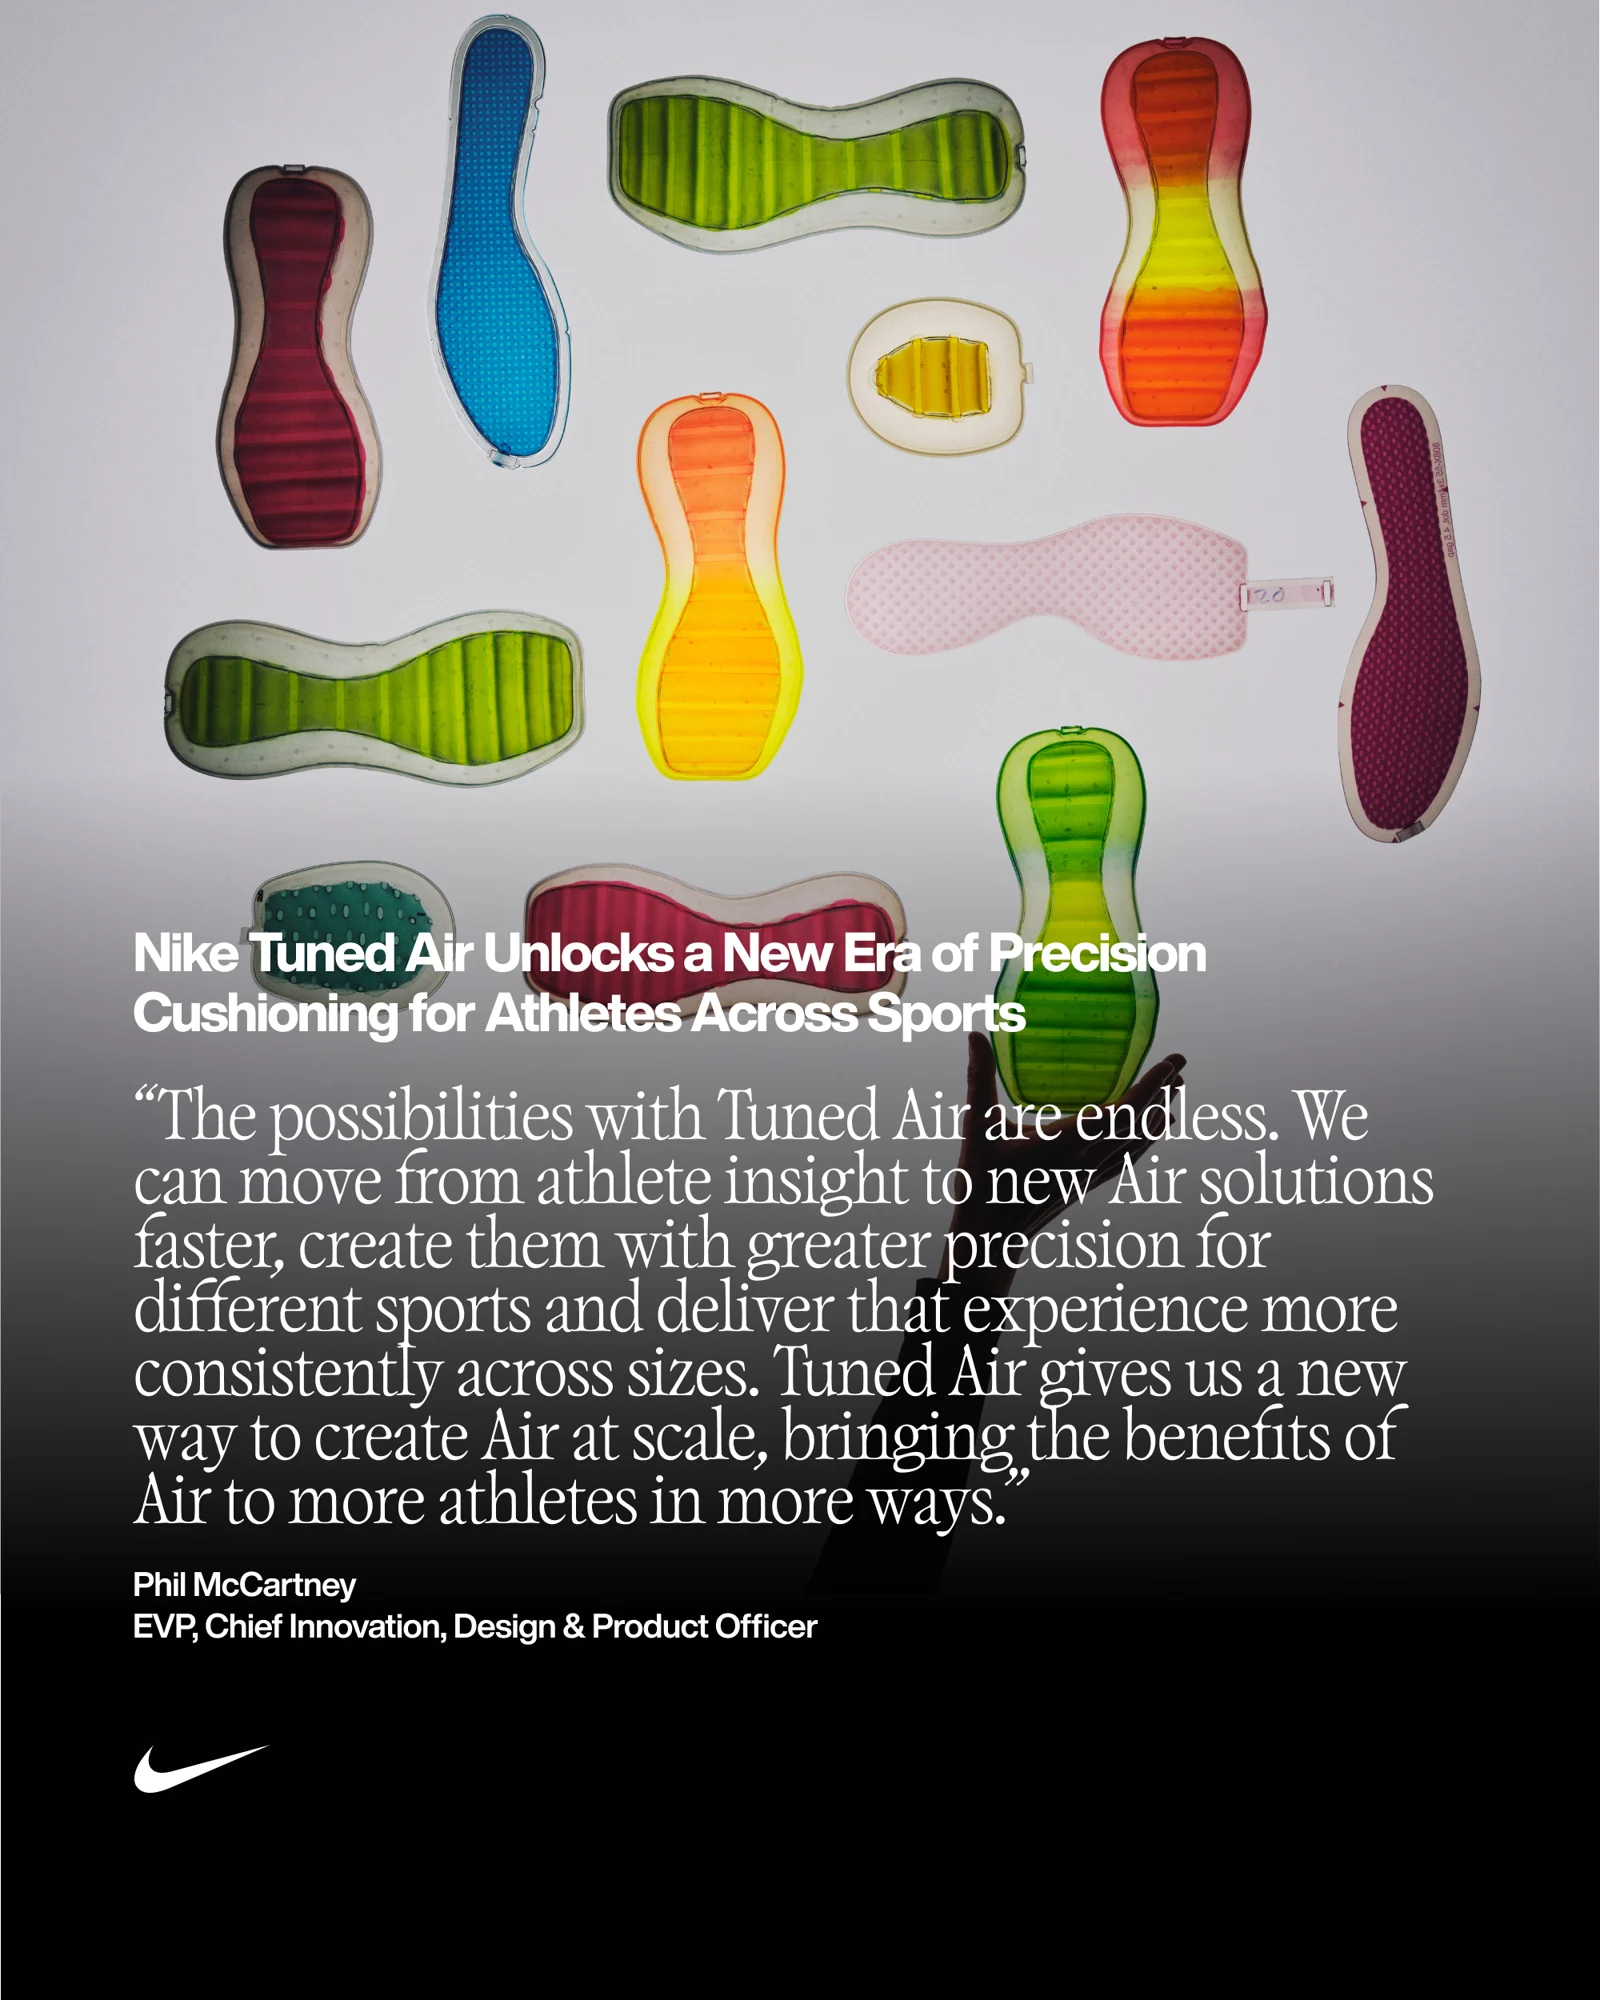 20
Nike Tuned Air Unlocks a New Era of Precision
Cushioning for Athletes Across Sports
“The possibilities with Tuned Air are endless. We
can move from athlete insight to new Air solutions
faster, create them with greater precision for
different sports and deliver that experience more
consistently across sizes. Tuned Air gives us a new
way to create Air at scale, bringing the benefits of
Air to more athletes in more ways.”
Phil McCartney
EVP, Chief Innovation, Design & Product Officer